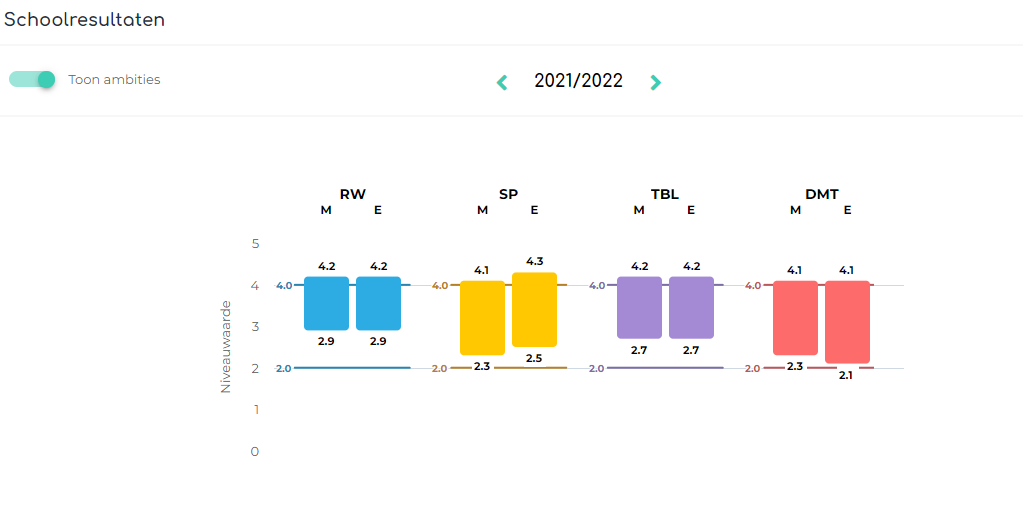 Schoolresultaten
Toon ambities
2021/2022
RW SP TBL DMT
M E M E M E M E
5
4.2 4.2 4.1 4.3 4.2 4.2 4.1 4.1
4 4.0 4.0 4.0 4.0
3
2.9 2.9 2.3 2.5 2.7 2.7 2.3 2.1
2 2.0 2.0 2.0 2.0
1
0
Niveauwaarde